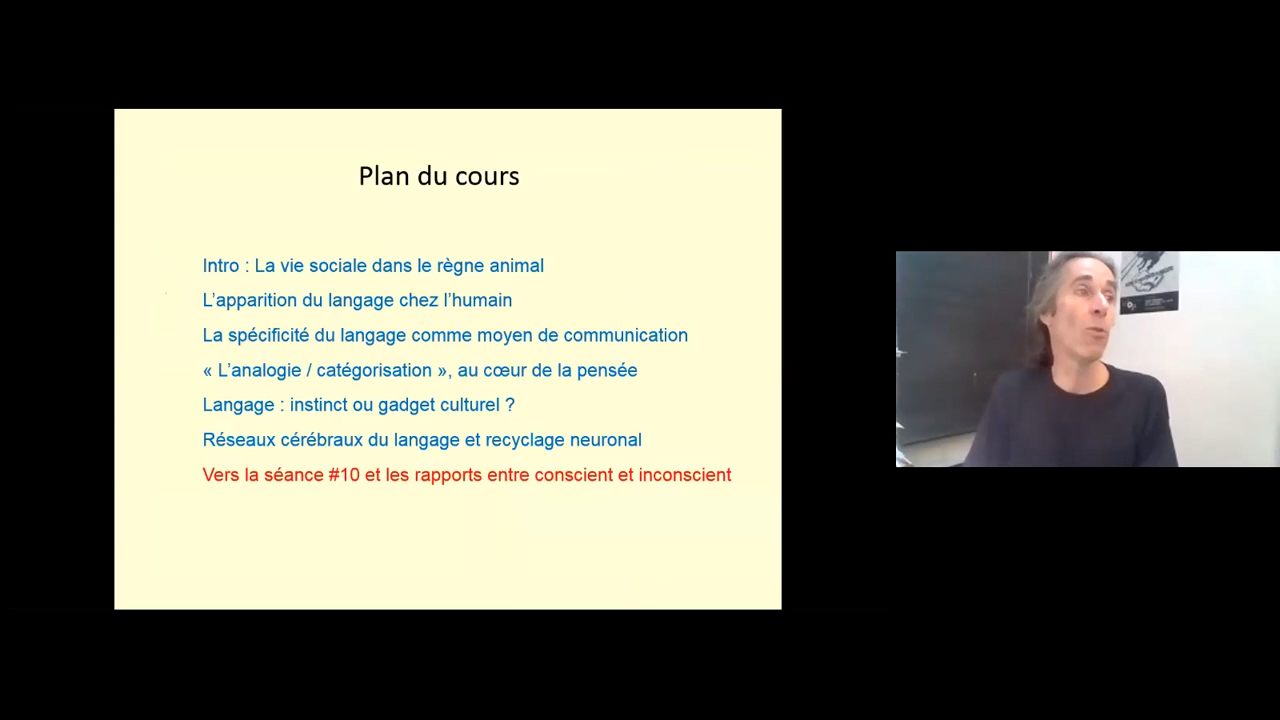 Plan du cours
Intro : La vie sociale dans le règne animal
L’apparition du langage chez l’humain
La spécificité du langage comme moyen de communication
« L’analogie / catégorisation », au cœur de la pensée
Langage : instinct ou gadget culturel ?
Réseaux cérébraux du langage et recyclage neuronal
Vers la séance #10 et les rapports entre conscient et inconscient